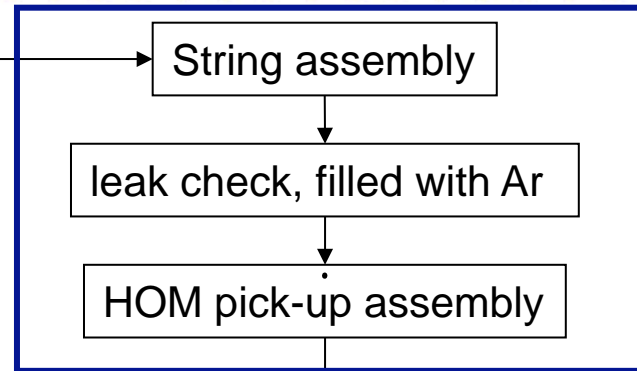 String assembly
leak check, filled with Ar
HOM pick-up assembly